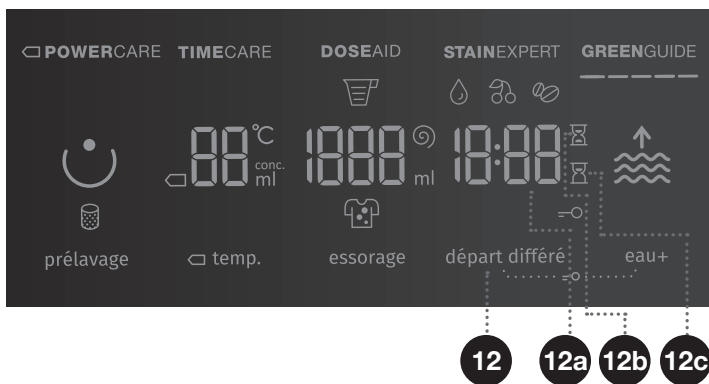 POWERCARE TIMECARE DOSEAID STAINEXPERT GREENGUIDE
88 °C 1888 18:88
conc.
ml ml
prélavage temp. essorage départ différé eau+
12 12a 12b 12c